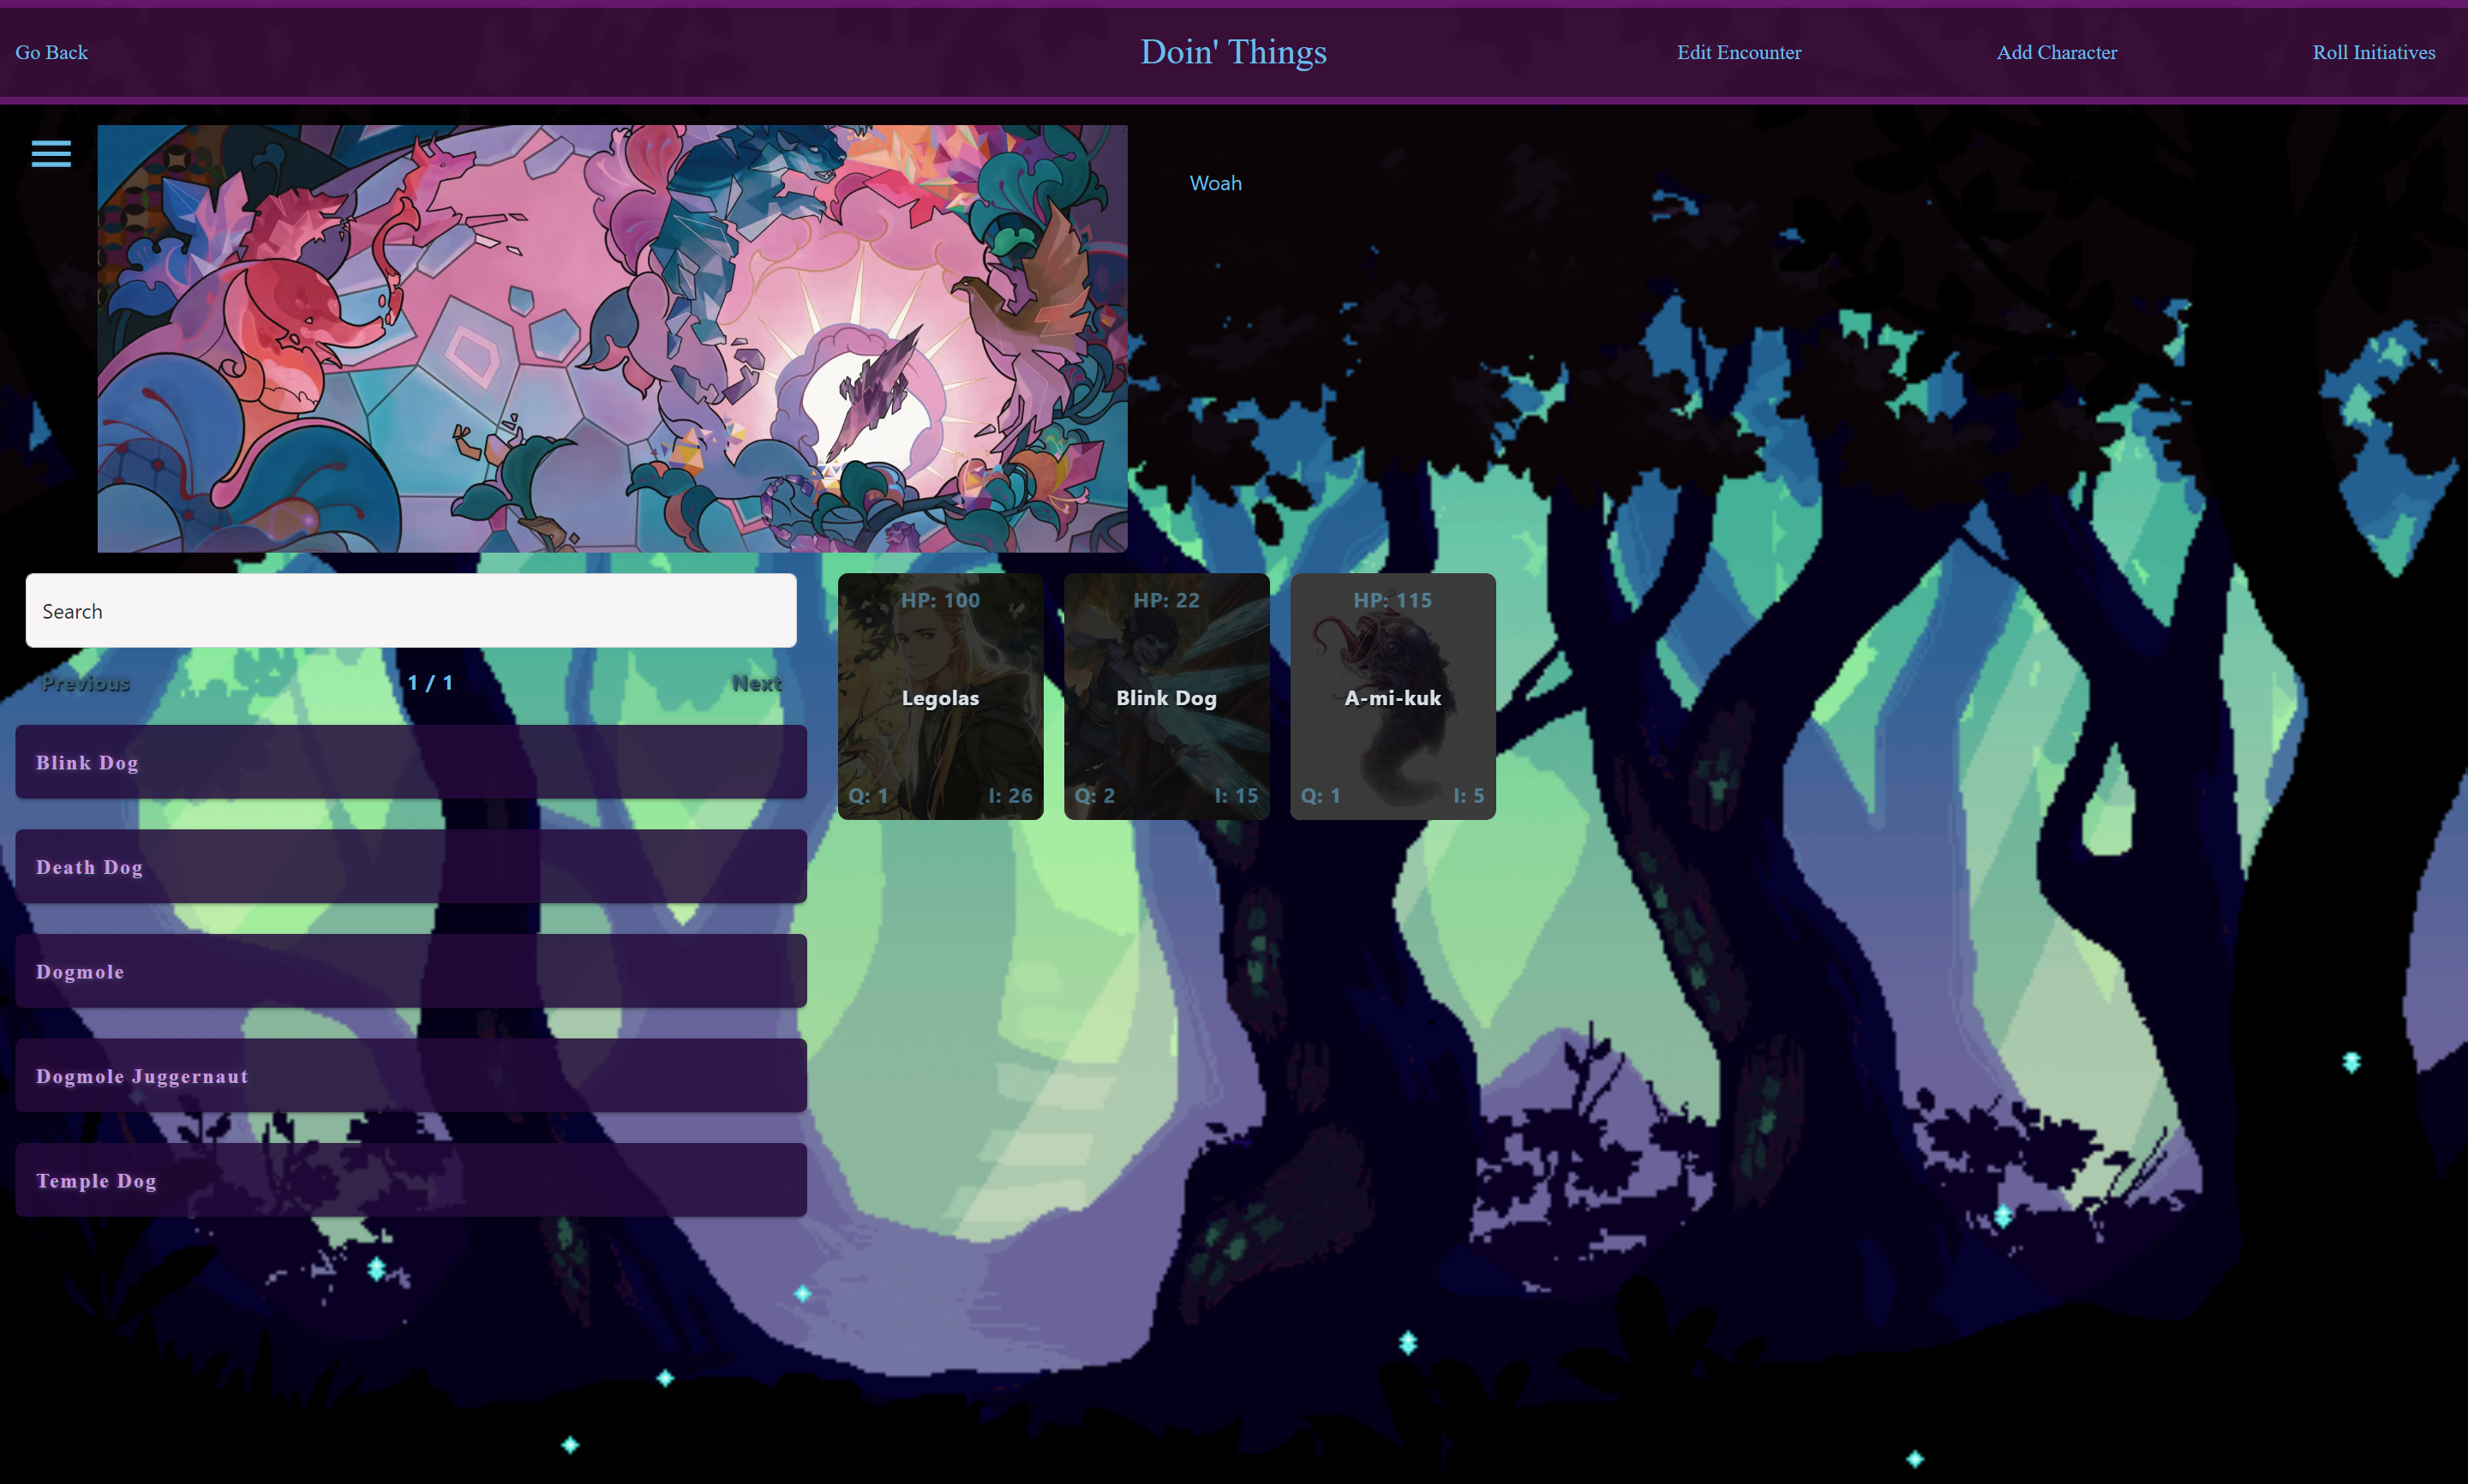 Go Back
Doin' Things
Edit Encounter
Add Character
Roll Initiatives
Woah
Search
Previous
1 / 1
Next
Blink Dog
Death Dog
Dogmole
Dogmole Juggernaut
Temple Dog
HP: 100
Legolas
Q: 1
I: 26
HP: 22
Blink Dog
Q: 2
I: 15
HP: 115
A-mi-kuk
Q: 1
I: 5